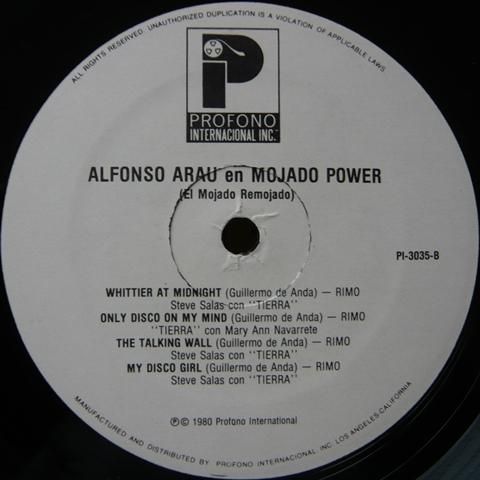 ALL RIGHTS RESERVED. UNAUTHORIZED DUPLICATION IS A VIOLATION OF APPLICABLE LAWS
PROFONO
INTERNACIONAL INC.
ALFONSO ARAU en MOJADO POWER
(El Mojado Remojado)
PI-3035-B
WHITTIER AT MIDNIGHT (Guillermo de Anda) — RIMO
Steve Salas con "TIERRA"
ONLY DISCO ON MY MIND (Guillermo de Anda) — RIMO
"TIERRA" con Mary Ann Navarrete
THE TALKING WALL (Guillermo de Anda) — RIMO
Steve Salas con "TIERRA"
MY DISCO GIRL (Guillermo de Anda) — RIMO
Steve Salas con "TIERRA"
℗© 1980 Profono International
MANUFACTURED AND DISTRIBUTED BY PROFONO INTERNACIONAL, INC. LOS ANGELES-CALIFORNIA